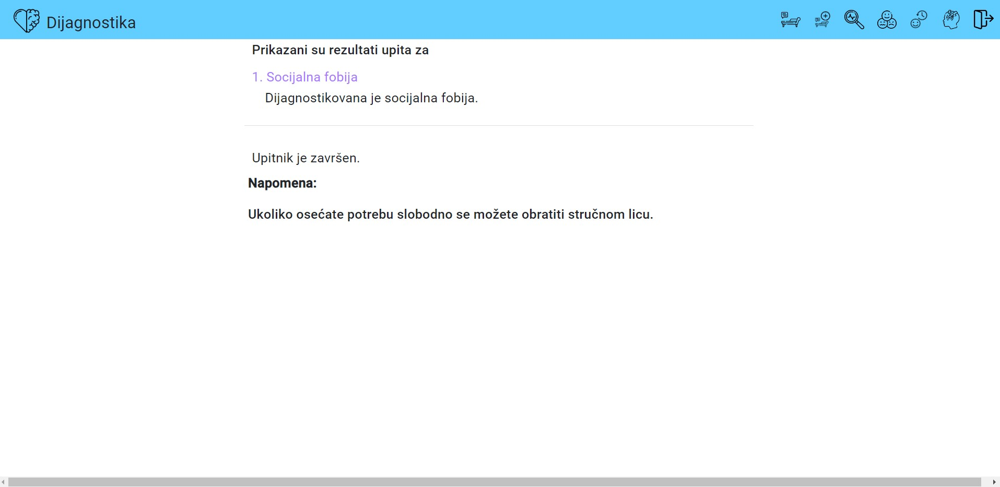 Dijagnostika
Prikazani su rezultati upita za
1. Socijalna fobija
Dijagnostikovana je socijalna fobija.
Upitnik je završen.
Napomena:
Ukoliko osećate potrebu slobodno se možete obratiti stručnom licu.